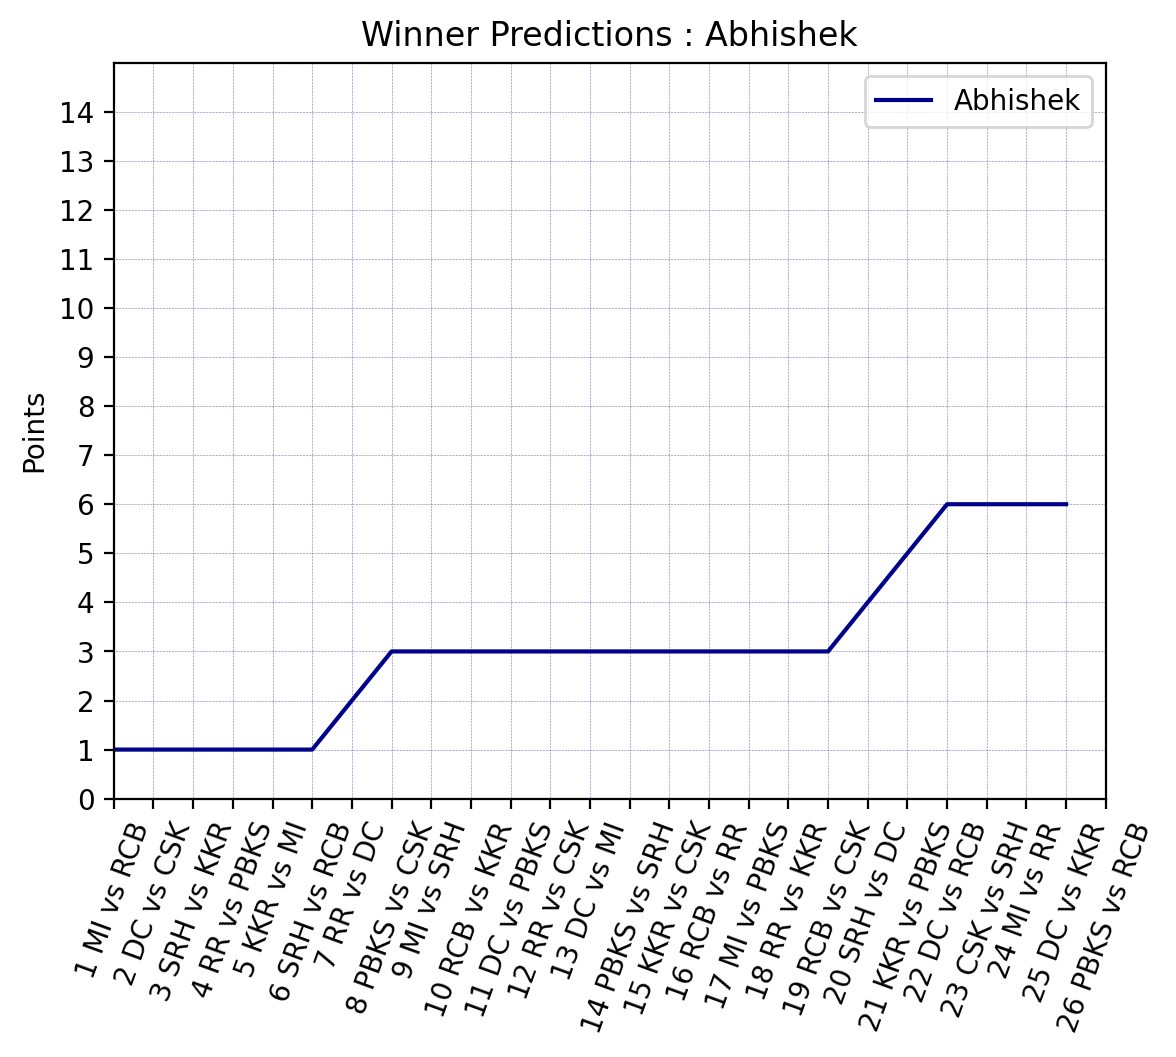 Winner Predictions : Abhishek
Abhishek
Points
14
13
12
11
10
9
8
7
6
5
4
3
2
1
0
1 MI vs RCB
2 DC vs CSK
3 SRH vs KKR
4 RR vs PBKS
5 KKR vs MI
6 SRH vs RCB
7 RR vs DC
8 PBKS vs CSK
9 MI vs SRH
10 RCB vs KKR
11 DC vs PBKS
12 RR vs CSK
13 DC vs MI
14 PBKS vs SRH
15 KKR vs CSK
16 RCB vs RR
17 MI vs PBKS
18 RR vs KKR
19 RCB vs CSK
20 SRH vs DC
21 KKR vs PBKS
22 DC vs RCB
23 CSK vs SRH
24 MI vs RR
25 DC vs KKR
26 PBKS vs RCB